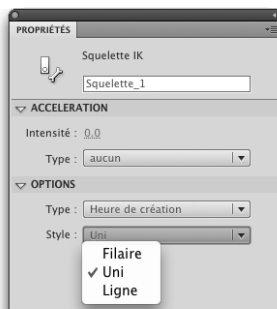 PROPRIÉTÉS
Squelette IK
Squelette_1
ACCELERATION
Intensité : 0.0
Type : aucun
OPTIONS
Type : Heure de création
Style : Uni
Filaire
✓ Uni
Ligne